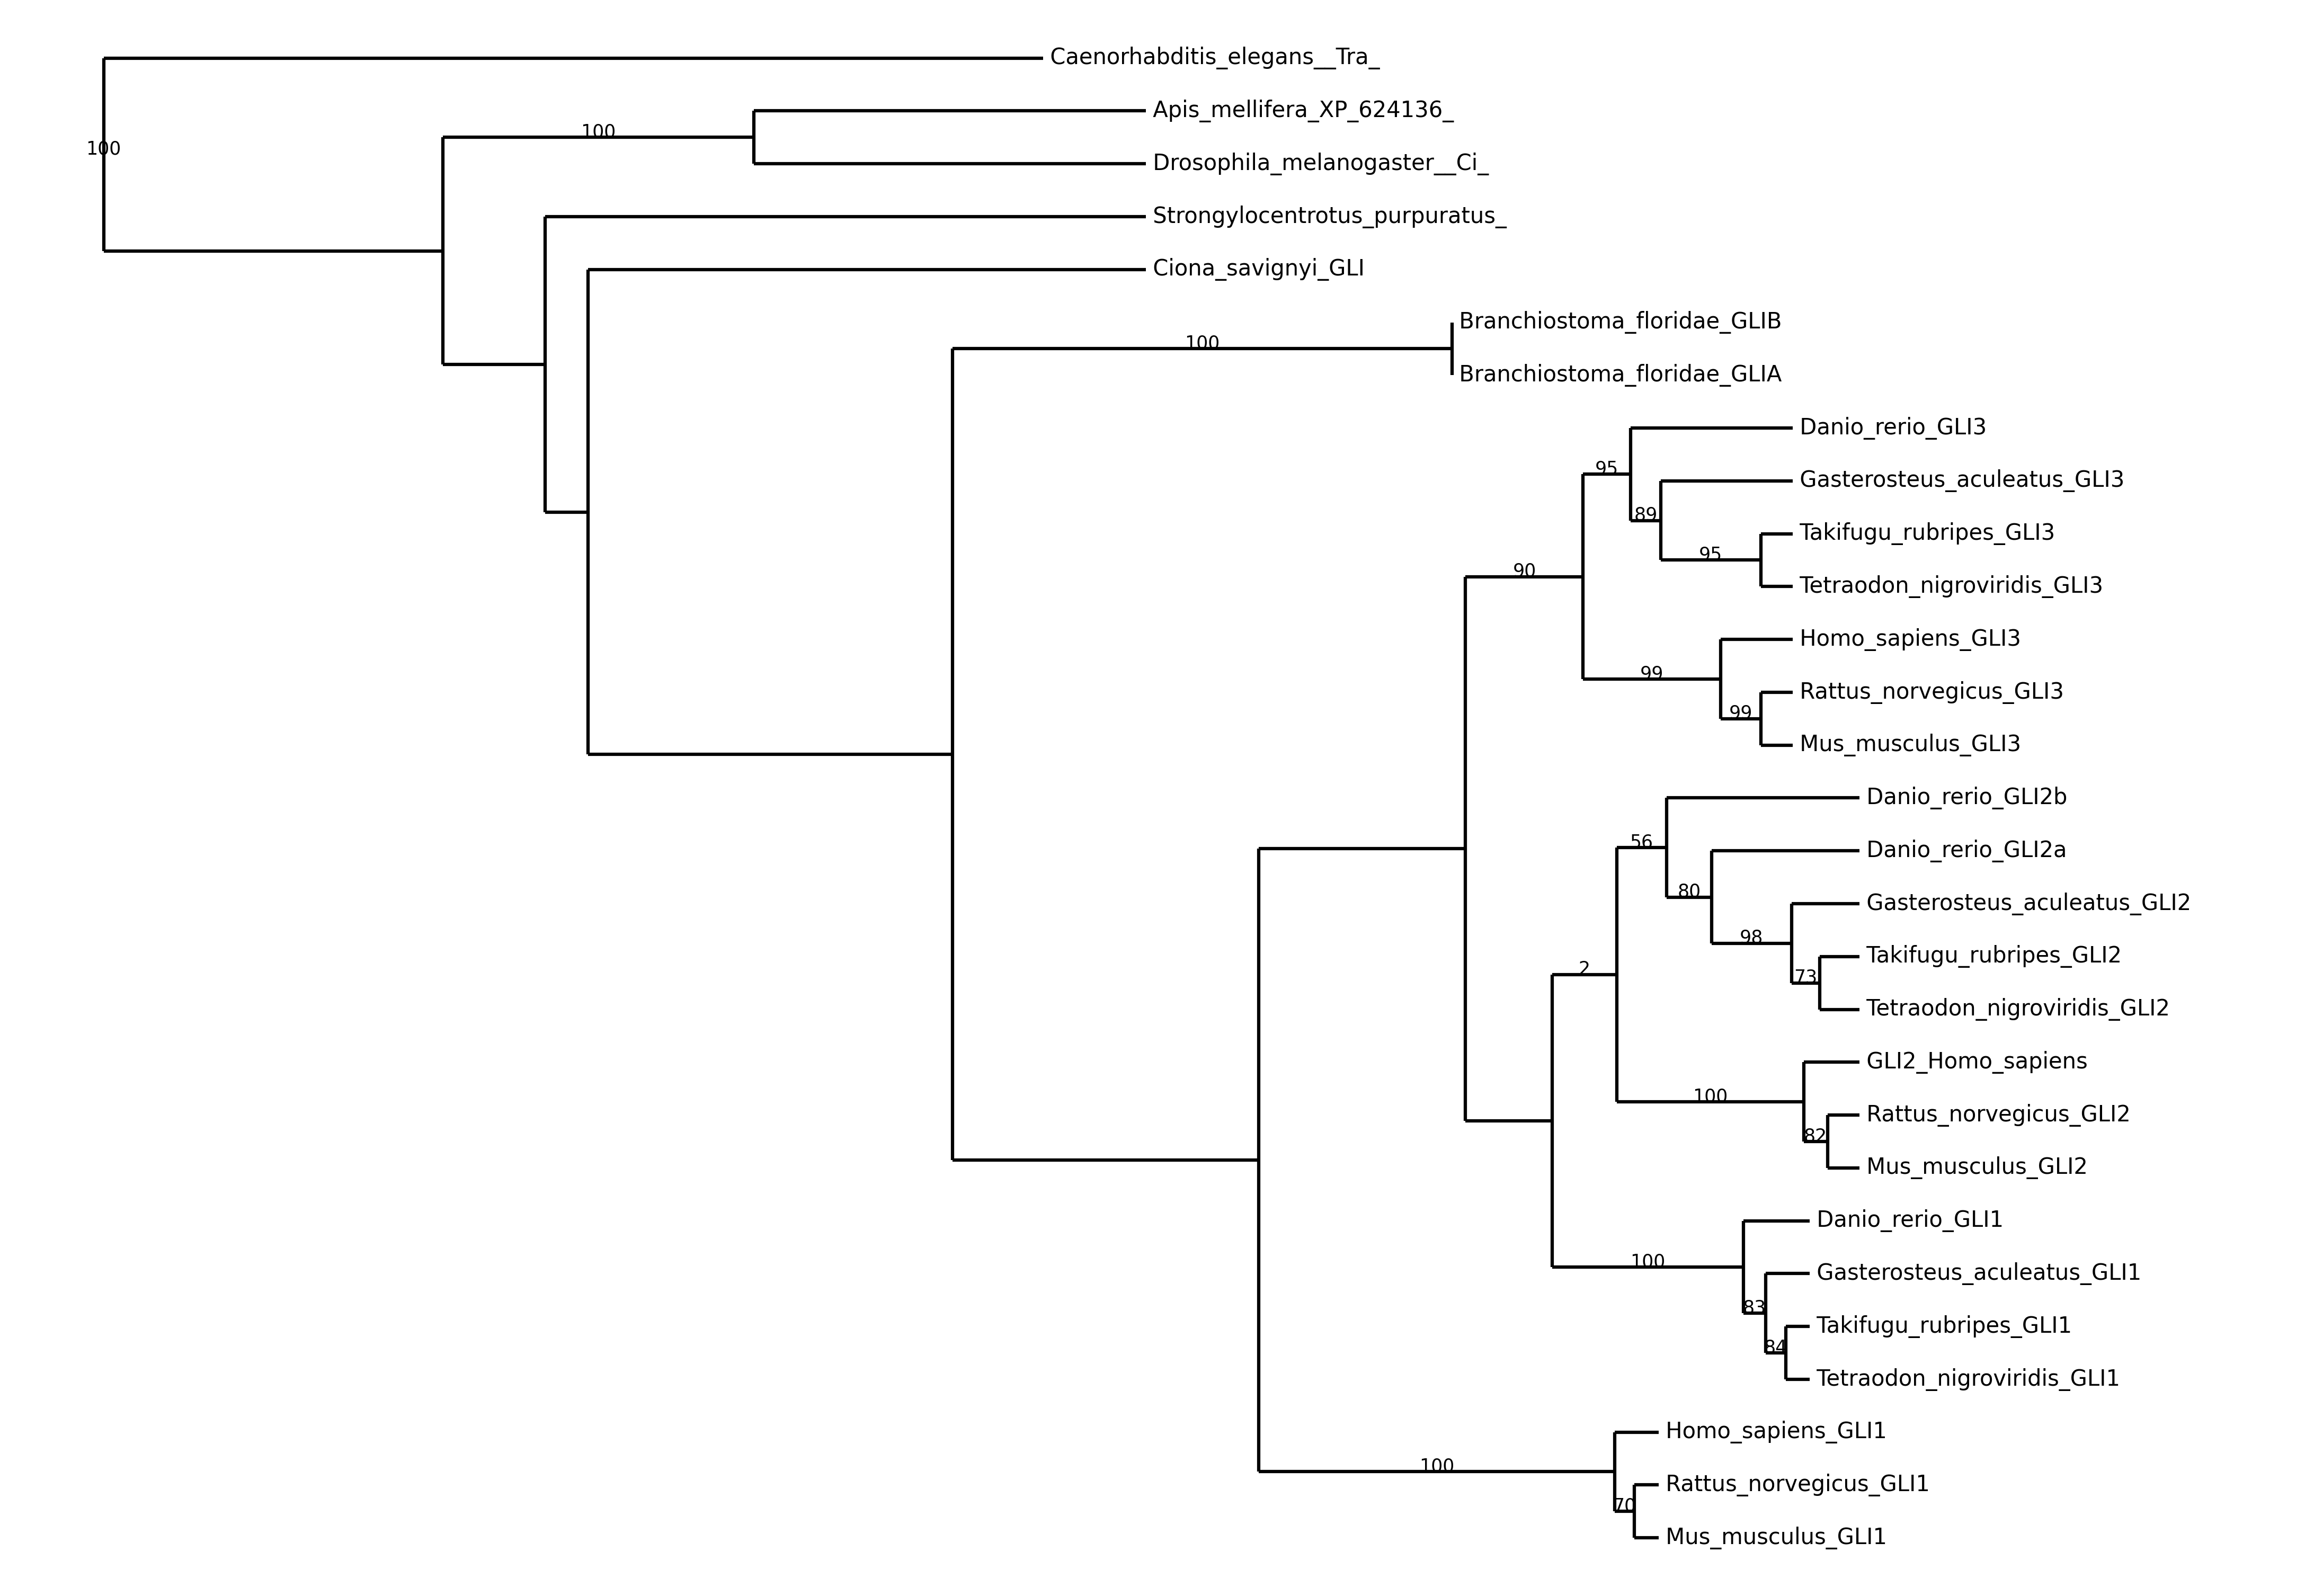 Caenorhabditis_elegans__Tra_
Apis_mellifera_XP_624136_
100
100
Drosophila_melanogaster__Ci_
Strongylocentrotus_purpuratus_
Ciona_savignyi_GLI
Branchiostoma_floridae_GLIB
100
Branchiostoma_floridae_GLIA
Danio_rerio_GLI3
95
Gasterosteus_aculeatus_GLI3
89
Takifugu_rubripes_GLI3
95
90
Tetraodon_nigroviridis_GLI3
Homo_sapiens_GLI3
99
Rattus_norvegicus_GLI3
99
Mus_musculus_GLI3
Danio_rerio_GLI2b
56
Danio_rerio_GLI2a
80
Gasterosteus_aculeatus_GLI2
98
Takifugu_rubripes_GLI2
2
73
Tetraodon_nigroviridis_GLI2
GLI2_Homo_sapiens
100
Rattus_norvegicus_GLI2
82
Mus_musculus_GLI2
Danio_rerio_GLI1
100
Gasterosteus_aculeatus_GLI1
83
Takifugu_rubripes_GLI1
84
Tetraodon_nigroviridis_GLI1
Homo_sapiens_GLI1
100
Rattus_norvegicus_GLI1
70
Mus_musculus_GLI1